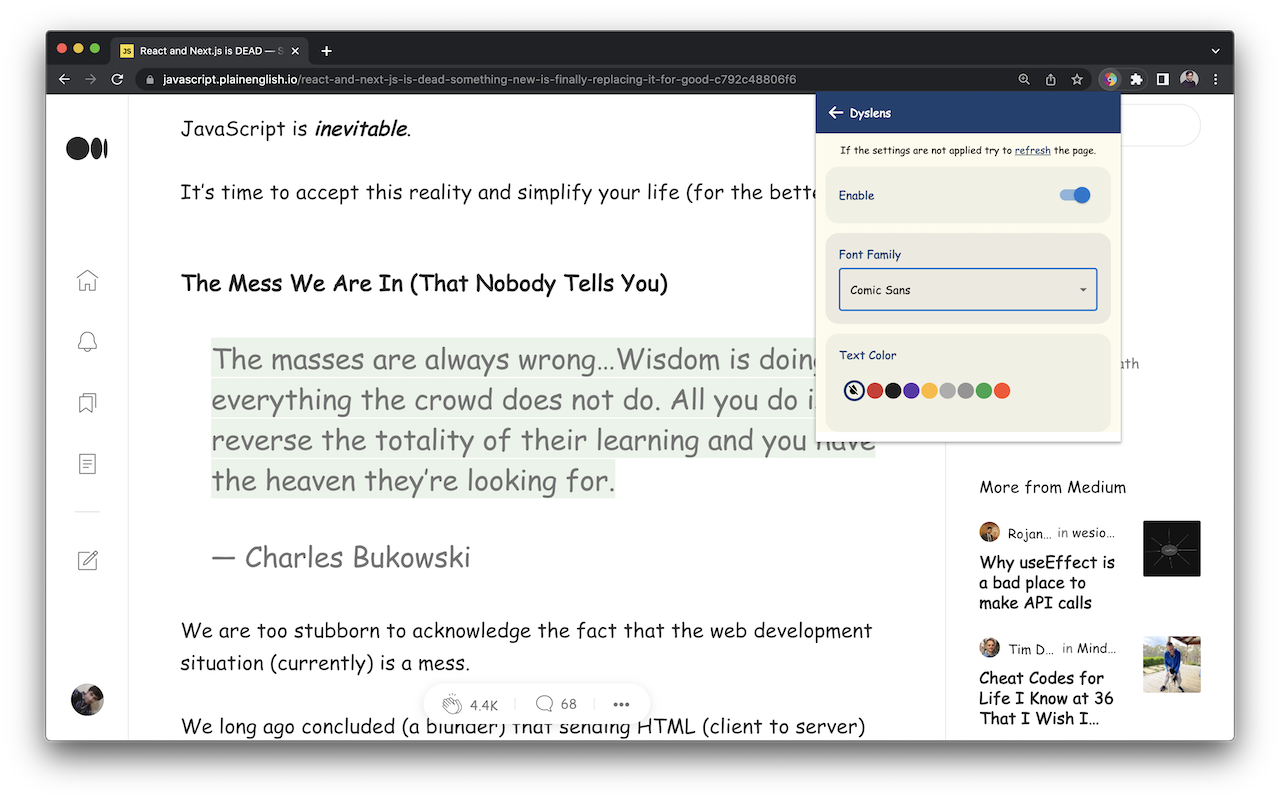 JS React and Next.js is DEAD — S
javascript.plainenglish.io/react-and-next-js-is-dead-something-new-is-finally-replacing-it-for-good-c792c48806f6
JavaScript is inevitable.
It’s time to accept this reality and simplify your life (for the bette
The Mess We Are In (That Nobody Tells You)
The masses are always wrong...Wisdom is doing
everything the crowd does not do. All you do i
reverse the totality of their learning and you have
the heaven they’re looking for.
— Charles Bukowski
We are too stubborn to acknowledge the fact that the web development
situation (currently) is a mess.
4.4K
68
We long ago concluded (a blunder) that sending HTML (client to server)
Dyslens
If the settings are not applied try to refresh the page.
Enable
Font Family
Comic Sans
Text Color
ath
More from Medium
Rojan... in wesio...
Why useEffect is
a bad place to
make API calls
Tim D... in Mind...
Cheat Codes for
Life I Know at 36
That I Wish I...